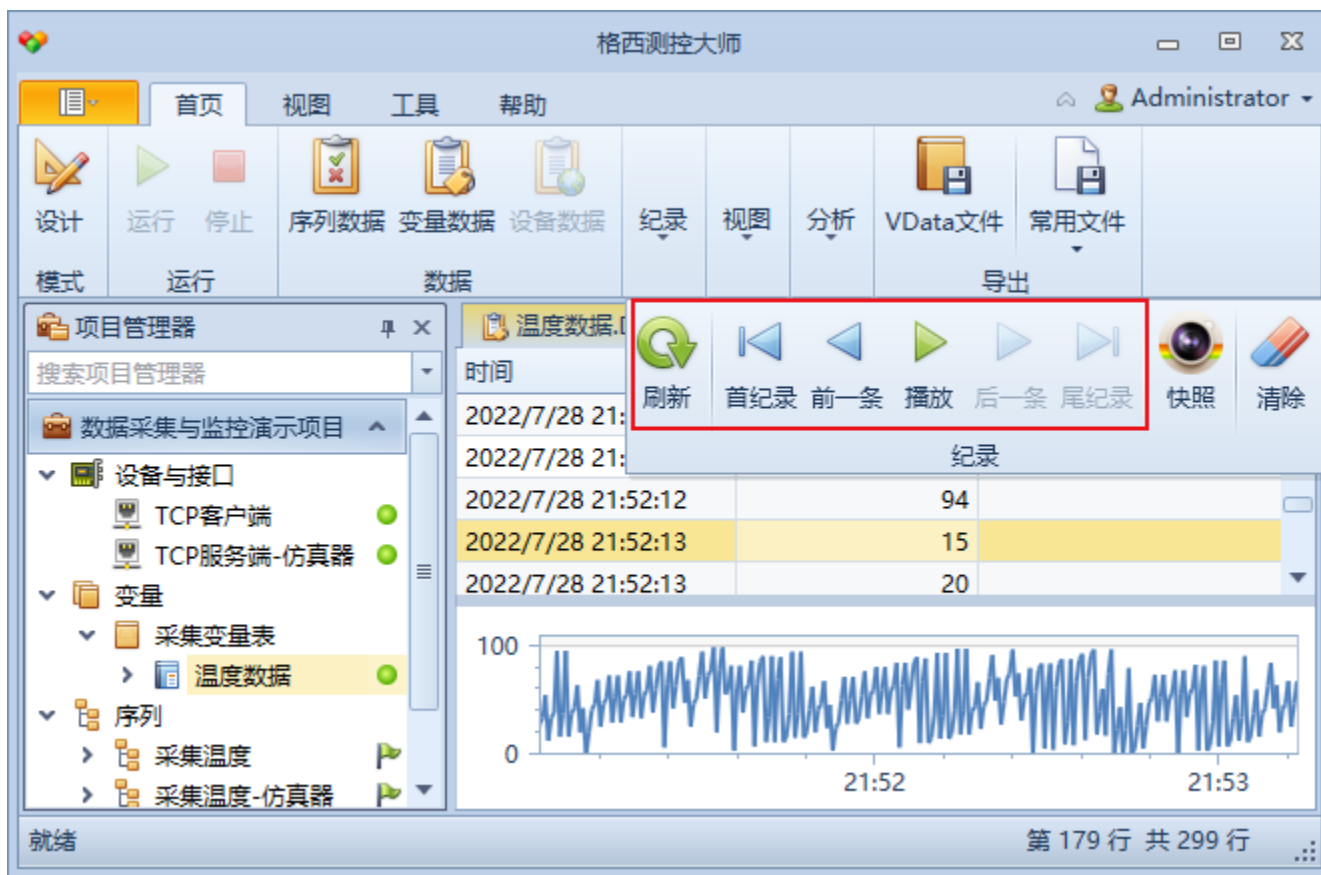 格西测控大师
首页 视图 工具 帮助 Administrator
设计 运行 停止 序列数据 变量数据 设备数据 纪录 视图 分析 VData文件 常用文件
模式 运行 数据 导出
项目管理器
搜索项目管理器
数据采集与监控演示项目
设备与接口
TCP客户端
TCP服务端-仿真器
变量
采集变量表
温度数据
序列
采集温度
采集温度-仿真器
温度数据.
刷新 首纪录 前一条 播放 后一条 尾纪录 快照 清除
纪录
时间
2022/7/28 21:
2022/7/28 21:
2022/7/28 21:52:12 94
2022/7/28 21:52:13 15
2022/7/28 21:52:13 20
100
0
21:52 21:53
就绪 第 179 行 共 299 行